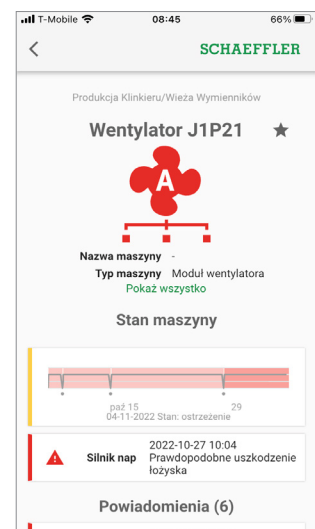 T-Mobile 08:45 66%
SCHAEFFLER
Produkcja Klinkieru/Wieża Wymienników
Wentylator J1P21
A
Nazwa maszyny -
Typ maszyny Moduł wentylatora
Pokaż wszystko
Stan maszyny
paź 15 29
04-11-2022 Stan: ostrzeżenie
2022-10-27 10:04
Silnik nap Prawdopodobne uszkodzenie
łożyska
Powiadomienia (6)